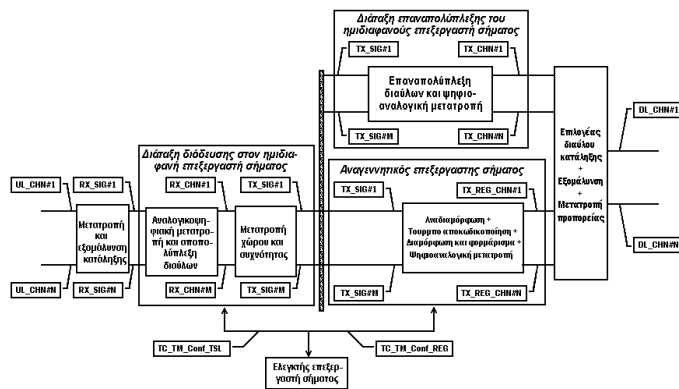 Διάταξη επαναπολύπλεξης του
ημιδιαφανούς επεξεργαστή σήματος
TX_SIG#1
TX_CHN#1
Επαναπολύπλεξη
διαύλων και ψηφιο-
αναλογική μετατροπή
TX_SIG#M
TX_CHN#N
Επιλογέας
διαύλου
κατάληξης
+
Εξομάλυνση
+
Μετατροπή
προπορείας
DL_CHN#1
DL_CHN#N
Διάταξη διόδευσης στον ημιδια-
φανή επεξεργαστή σήματος
UL_CHN#1
RX_SIG#1
RX_CHN#1
TX_SIG#1
Μετατροπή
και
εξομάλυνση
κατάληξης
Αναλογικοψη-
φιακή μετατρο-
πή και αποπο-
λύπλεξη
διαύλων
Μετατροπή
χώρου και
συχνότητας
UL_CHN#N
RX_SIG#N
RX_CHN#M
TX_SIG#M
Αναγεννητικός επεξεργαστης σήματος
TX_SIG#1
TX_REG_CHN#1
Αναδιαμόρφωση +
Τουρμπο αποκωδικοποίηση +
Διαμόρφωση και φορμάρισμα +
Ψηφιοαναλογική μετατροπή
TX_SIG#M
TX_REG_CHN#N
TC_TM_Conf_TSL
TC_TM_Conf_REG
Ελεγκτής επεξερ-
γαστή σήματος